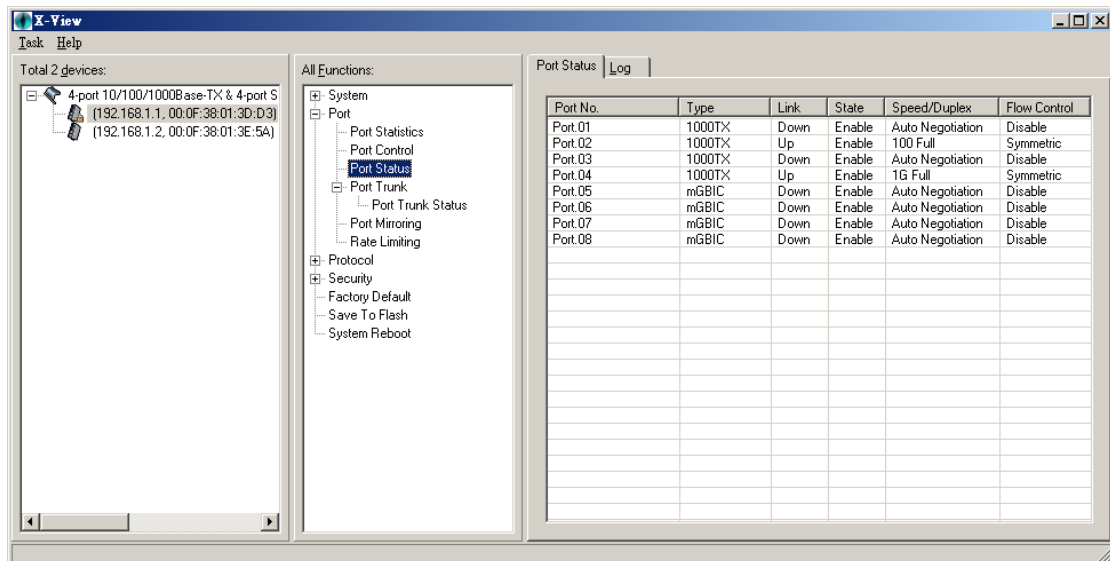 X-View
Task Help
Total 2 devices:
4-port 10/100/1000Base-TX & 4-port S
(192.168.1.1, 00:0F:38:01:3D:D3)
(192.168.1.2, 00:0F:38:01:3E:5A)
All Functions:
System
Port
Port Statistics
Port Control
Port Status
Port Trunk
Port Trunk Status
Port Mirroring
Rate Limiting
Protocol
Security
Factory Default
Save To Flash
System Reboot
Port Status Log
Port No. Type Link State Speed/Duplex Flow Control
Port.01 1000TX Down Enable Auto Negotiation Disable
Port.02 1000TX Up Enable 100 Full Symmetric
Port.03 1000TX Down Enable Auto Negotiation Disable
Port.04 1000TX Up Enable 1G Full Symmetric
Port.05 mGBIC Down Enable Auto Negotiation Disable
Port.06 mGBIC Down Enable Auto Negotiation Disable
Port.07 mGBIC Down Enable Auto Negotiation Disable
Port.08 mGBIC Down Enable Auto Negotiation Disable